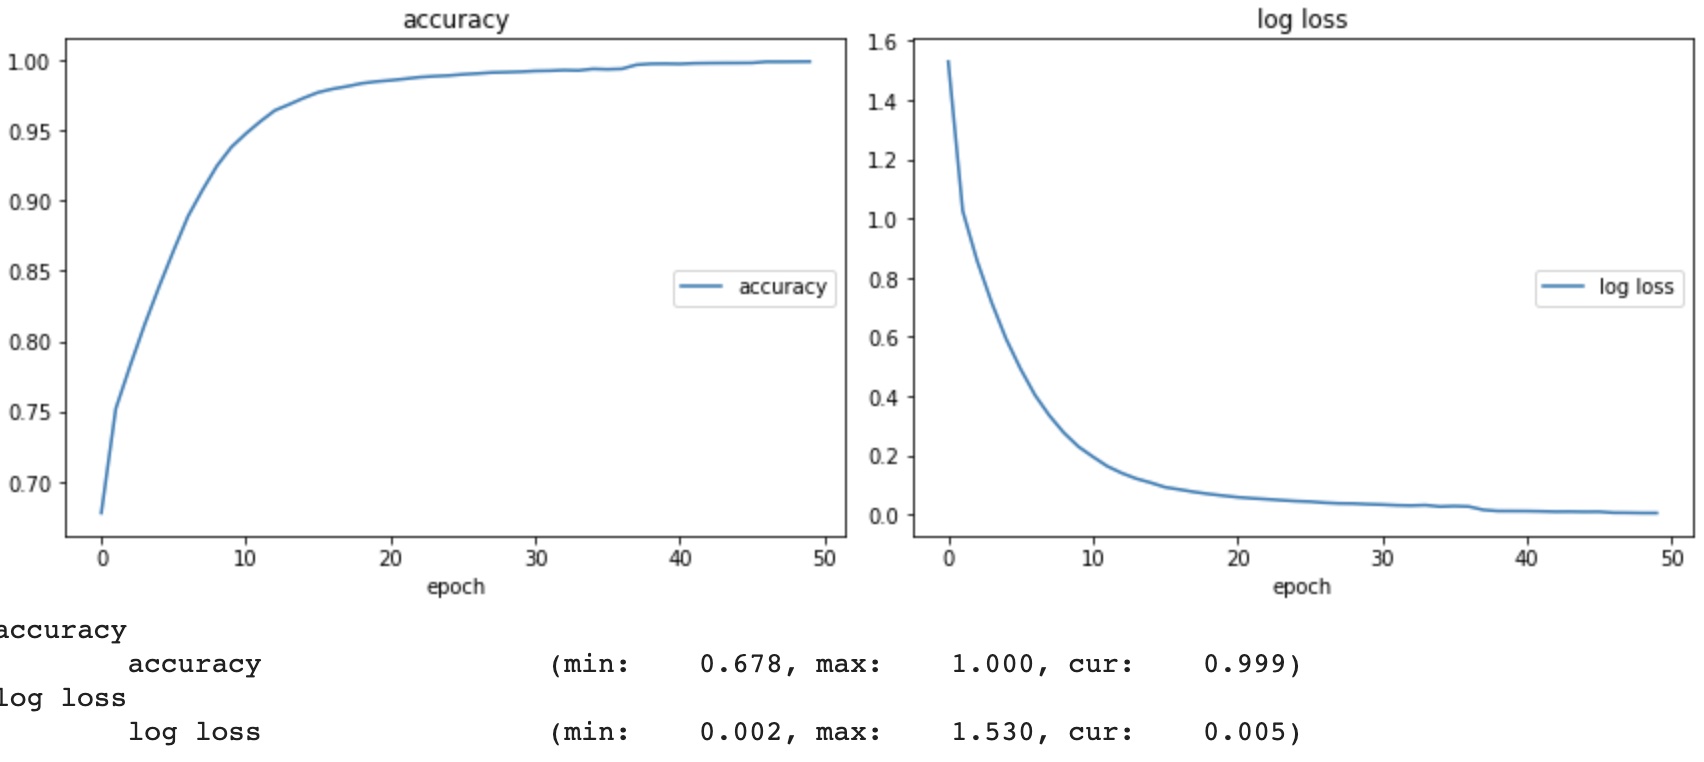 accuracy
1.00
0.95
0.90
0.85
0.80
0.75
0.70
accuracy
0 10 20 30 40 50
epoch
log loss
1.6
1.4
1.2
1.0
0.8
0.6
0.4
0.2
0.0
log loss
0 10 20 30 40 50
epoch
accuracy
accuracy (min: 0.678, max: 1.000, cur: 0.999)
log loss
log loss (min: 0.002, max: 1.530, cur: 0.005)